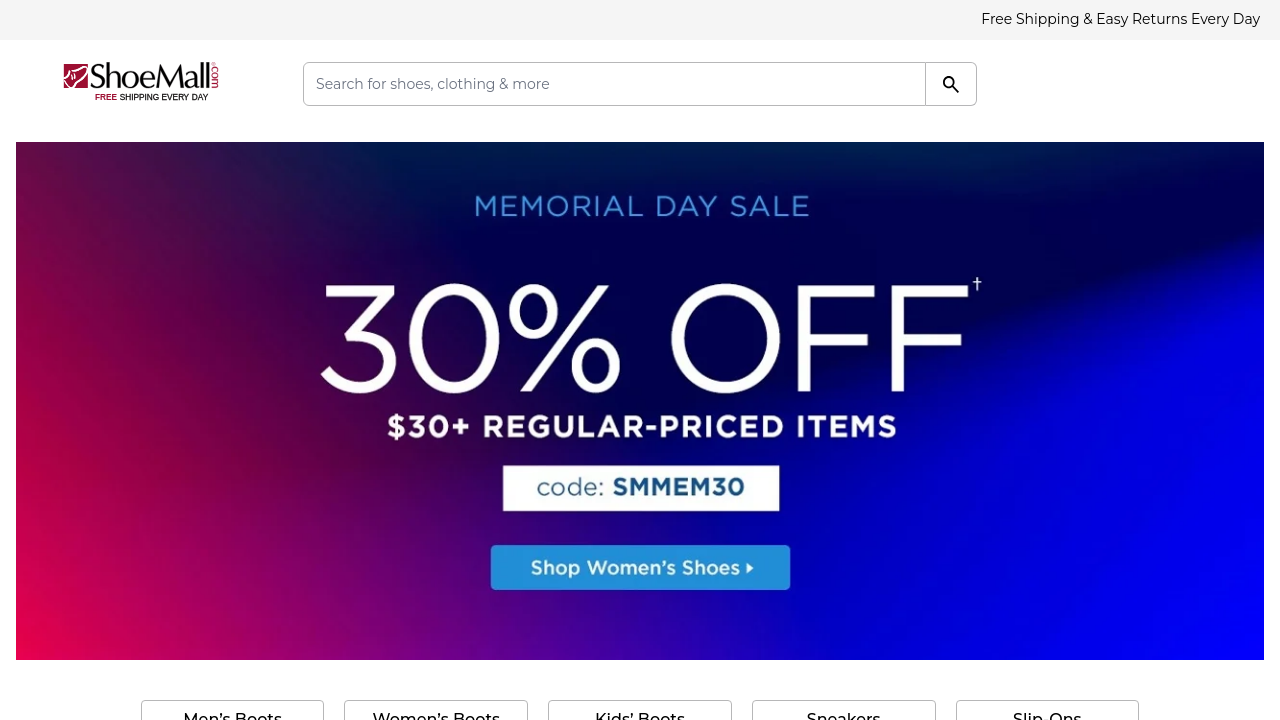 Free Shipping & Easy Returns Every Day
ShoeMall.com
FREE SHIPPING EVERY DAY
Search for shoes, clothing & more
MEMORIAL DAY SALE
30% OFF†
$30+ REGULAR-PRICED ITEMS
code: SMMEM30
Shop Women's Shoes
Men's Boots
Women's Boots
Kids' Boots
Sneakers
Slip-Ons